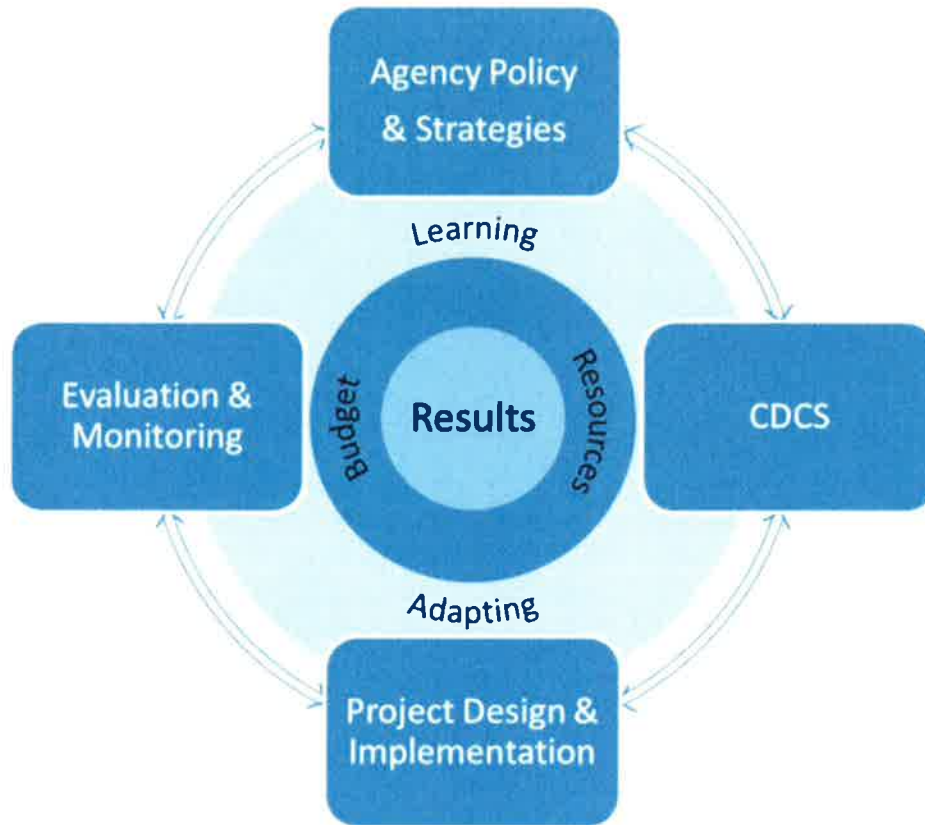 Agency Policy
& Strategies
Learning
Evaluation &
Monitoring
Budget
Results
Resources
CDCS
Adapting
Project Design &
Implementation